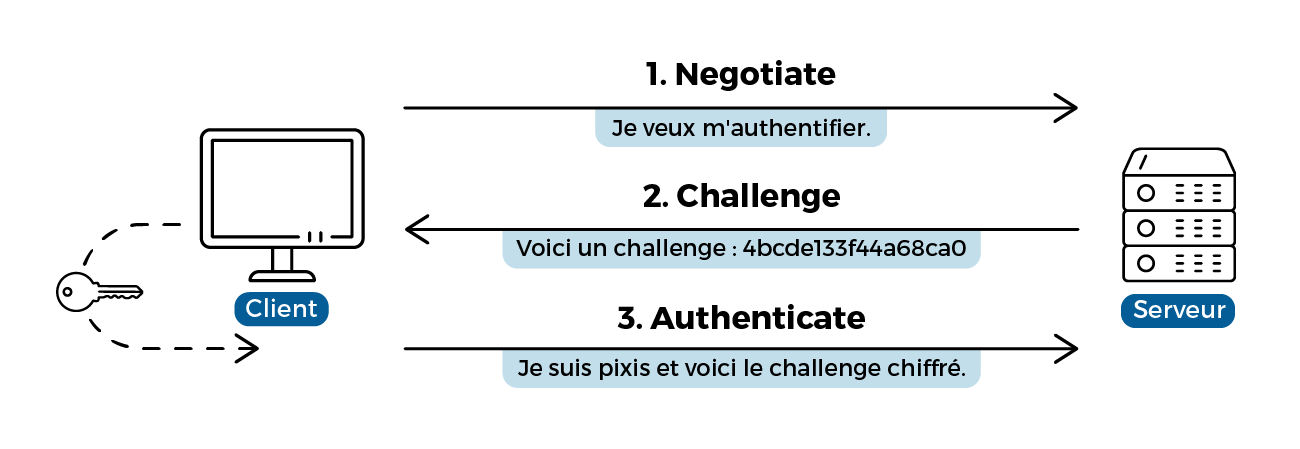 1. Negotiate
Je veux m'authentifier.
2. Challenge
Voici un challenge : 4bcde133f44a68ca0
Client
Serveur
3. Authenticate
Je suis pixis et voici le challenge chiffré.